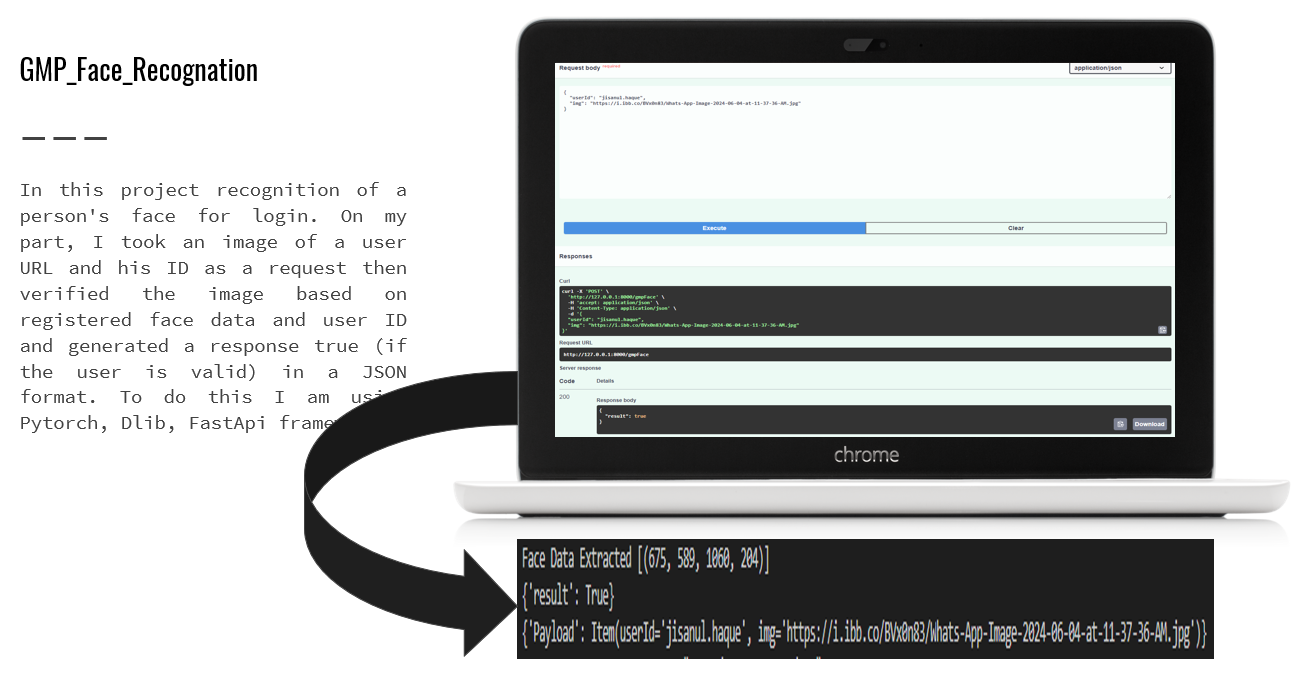 GMP_Face_Recognation
In this project recognition of a
person's face for login. On my
part, I took an image of a user
URL and his ID as a request then
verified the image based on
registered face data and user ID
and generated a response true (if
the user is valid) in a JSON
format. To do this I am
Pytorch, Dlib, FastApi
Request body required
application/json
{
"userId": "jisanul.haque",
"img": "https://i.ibb.co/BVx0n83/Whats-App-Image-2024-06-04-at-11-37-36-AM.jpg"
}
Execute
Clear
Responses
Curl
curl -X 'POST' \
'http://127.0.0.1:8000/gmpFace' \
-H 'accept: application/json' \
-H 'Content-Type: application/json' \
-d '{
"userId": "jisanul.haque",
"img": "https://i.ibb.co/BVx0n83/Whats-App-Image-2024-06-04-at-11-37-36-AM.jpg"
}'
Request URL
http://127.0.0.1:8000/gmpFace
Server response
Code
Details
200
Response body
{
"result": true
}
Download
chrome
Face Data Extracted [(675, 589, 1060, 204)]
{'result': True}
{'Payload': Item(userId='jisanul.haque', img='https://i.ibb.co/BVx0n83/Whats-App-Image-2024-06-04-at-11-37-36-AM.jpg')}